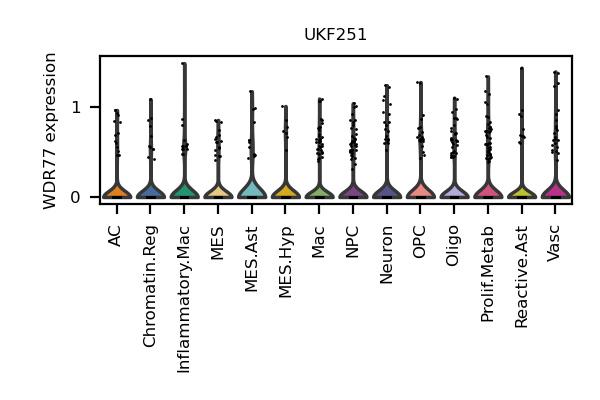 UKF251
WDR77 expression
1
0
AC
Chromatin.Reg
Inflammatory.Mac
MES
MES.Ast
MES.Hyp
Mac
NPC
Neuron
OPC
Oligo
Prolif.Metab
Reactive.Ast
Vasc